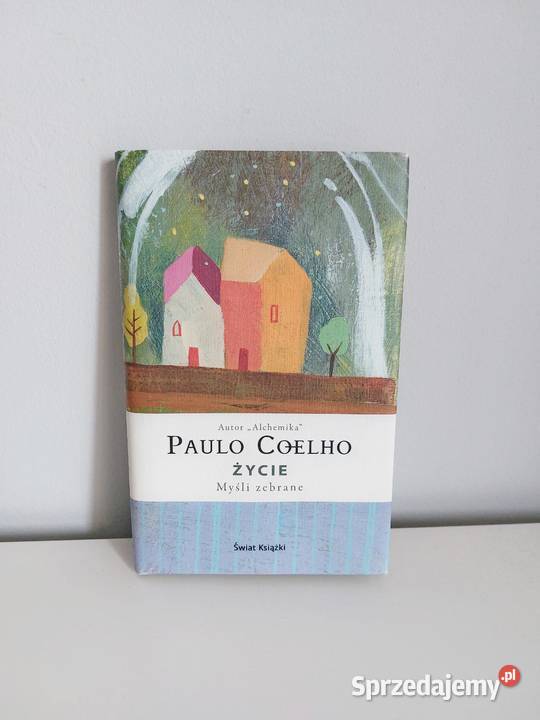 Autor „Alchemika"
PAULO COELHO
ŻYCIE
Myśli zebrane
Świat Książki
Sprzedajemy.pl